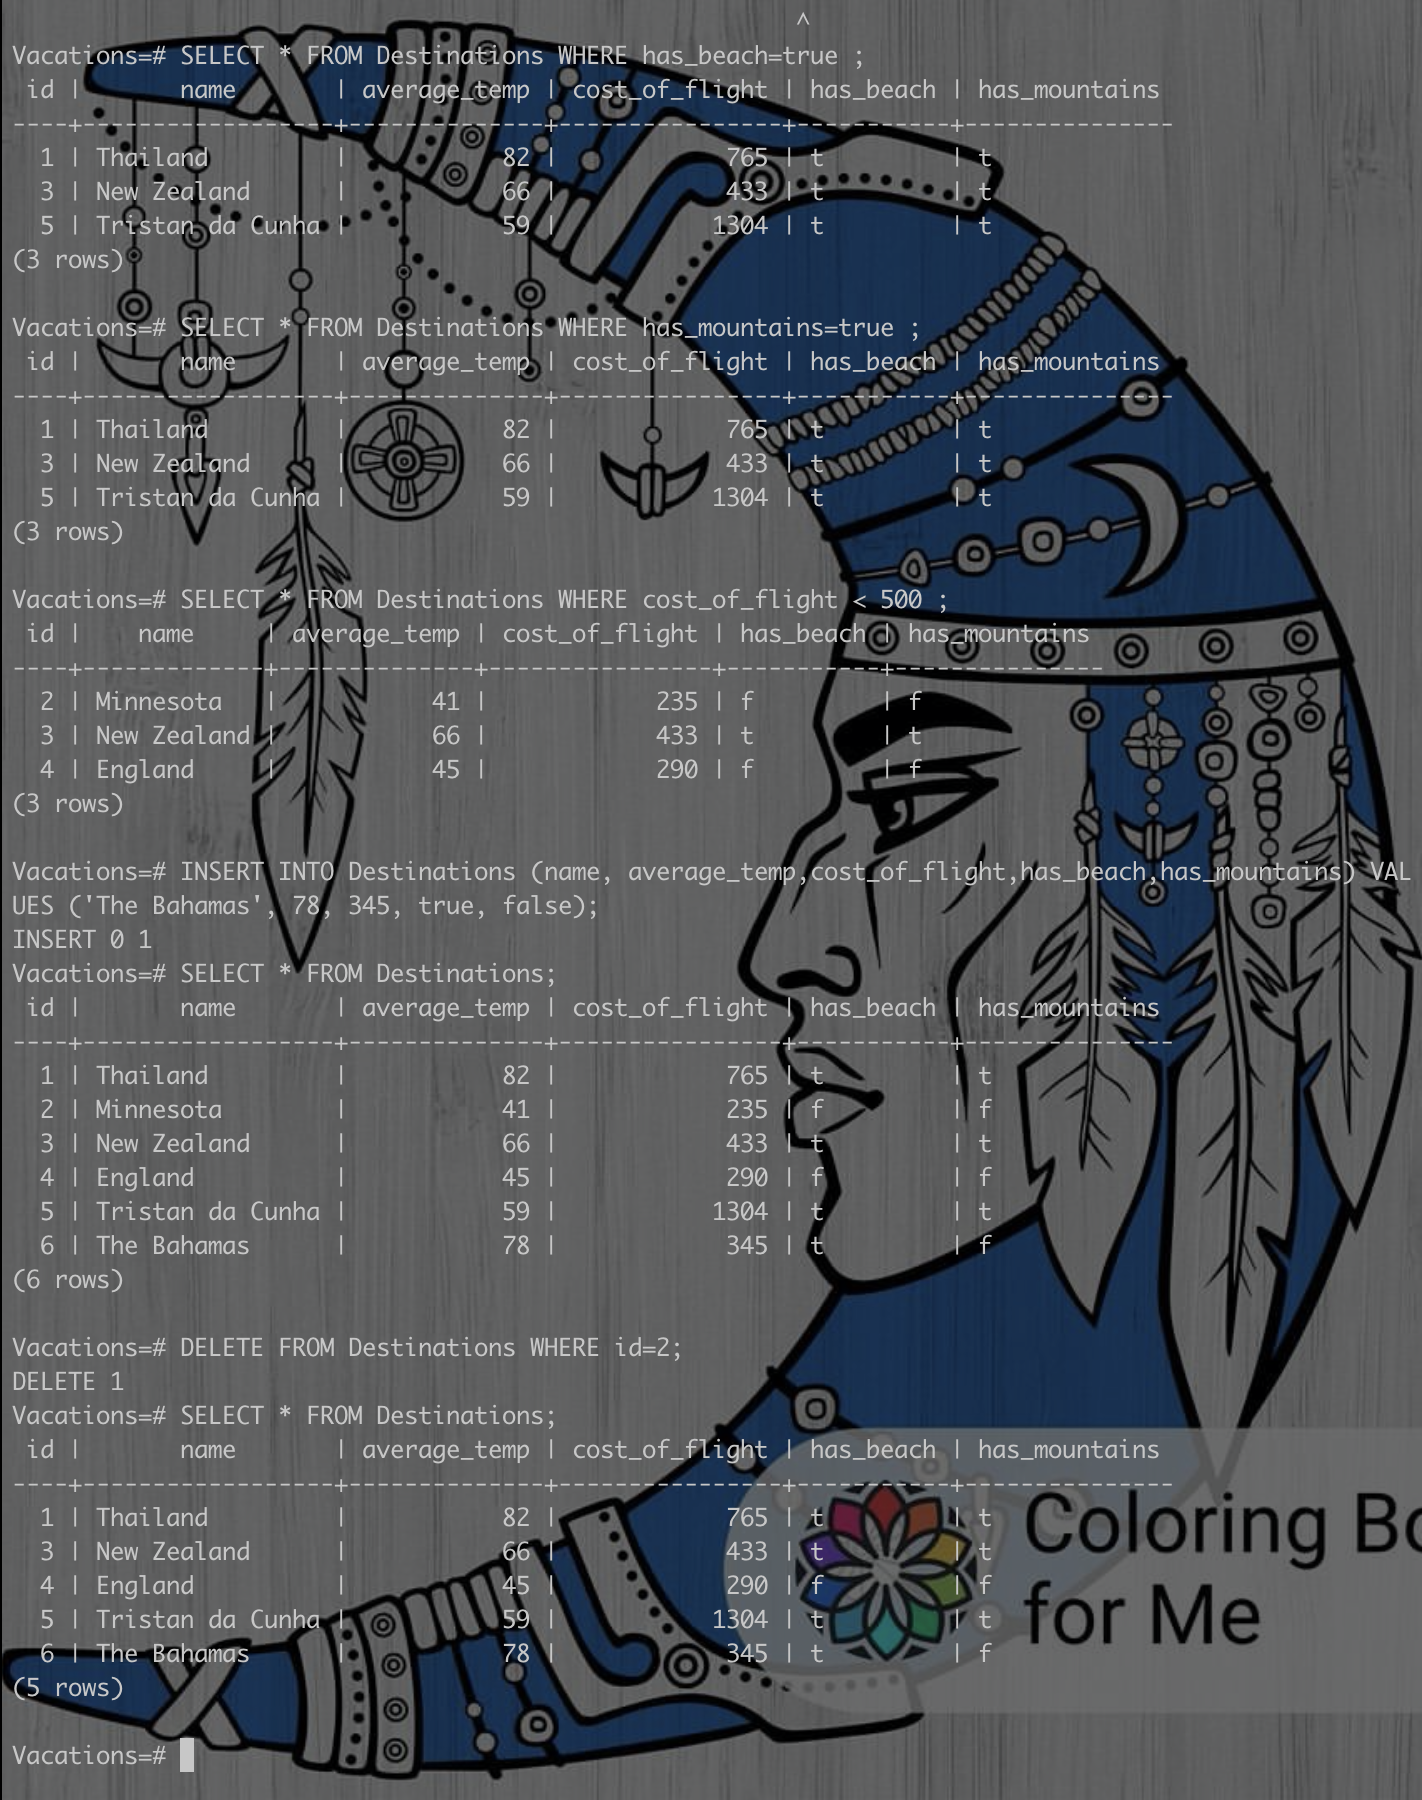 ^
Vacations=# SELECT * FROM Destinations WHERE has_beach=true ;
 id |       name        | average_temp | cost_of_flight | has_beach | has_mountains
----+-------------------+--------------+----------------+-----------+---------------
  1 | Thailand          |           82 |            765 | t         | t
  3 | New Zealand       |           66 |            433 | t         | t
  5 | Tristan da Cunha  |           59 |           1304 | t         | t
(3 rows)
Vacations=# SELECT * FROM Destinations WHERE has_mountains=true ;
 id |       name        | average_temp | cost_of_flight | has_beach | has_mountains
----+-------------------+--------------+----------------+-----------+---------------
  1 | Thailand          |           82 |            765 | t         | t
  3 | New Zealand       |           66 |            433 | t         | t
  5 | Tristan da Cunha  |           59 |           1304 | t         | t
(3 rows)
Vacations=# SELECT * FROM Destinations WHERE cost_of_flight < 500 ;
 id |    name     | average_temp | cost_of_flight | has_beach | has_mountains
----+-------------+--------------+----------------+-----------+---------------
  2 | Minnesota   |           41 |            235 | f         | f
  3 | New Zealand |           66 |            433 | t         | t
  4 | England     |           45 |            290 | f         | f
(3 rows)
Vacations=# INSERT INTO Destinations (name, average_temp,cost_of_flight,has_beach,has_mountains) VAL
UES ('The Bahamas', 78, 345, true, false);
INSERT 0 1
Vacations=# SELECT * FROM Destinations;
 id |       name        | average_temp | cost_of_flight | has_beach | has_mountains
----+-------------------+--------------+----------------+-----------+---------------
  1 | Thailand          |           82 |            765 | t         | t
  2 | Minnesota         |           41 |            235 | f         | f
  3 | New Zealand       |           66 |            433 | t         | t
  4 | England           |           45 |            290 | f         | f
  5 | Tristan da Cunha  |           59 |           1304 | t         | t
  6 | The Bahamas       |           78 |            345 | t         | f
(6 rows)
Vacations=# DELETE FROM Destinations WHERE id=2;
DELETE 1
Vacations=# SELECT * FROM Destinations;
 id |       name        | average_temp | cost_of_flight | has_beach | has_mountains
----+-------------------+--------------+----------------+-----------+---------------
  1 | Thailand          |           82 |            765 | t         | t
  3 | New Zealand       |           66 |            433 | t         | t
  4 | England           |           45 |            290 | f         | f
  5 | Tristan da Cunha  |           59 |           1304 | t         | t
  6 | The Bahamas       |           78 |            345 | t         | f
(5 rows)
Vacations=#
Coloring Bo
for Me